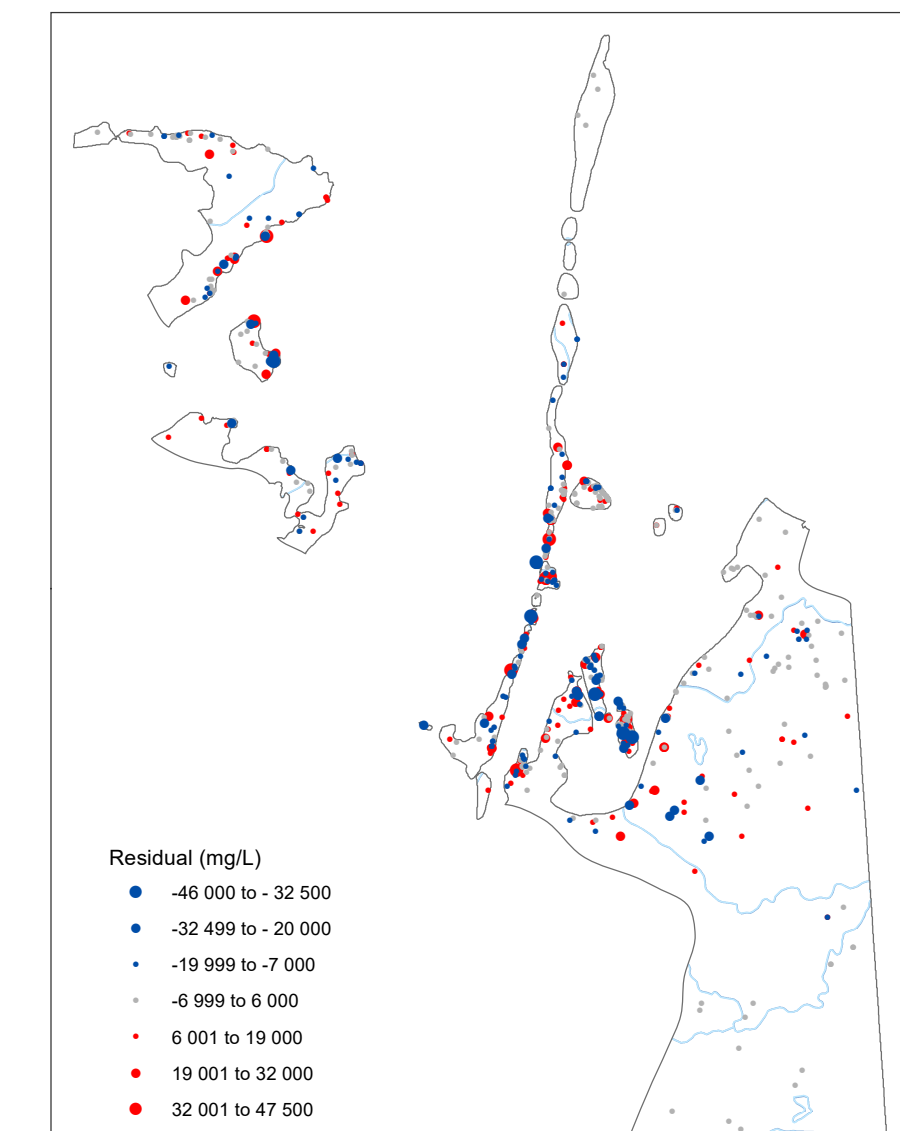 Residual (mg/L)
-46 000 to - 32 500
-32 499 to - 20 000
-19 999 to -7 000
-6 999 to 6 000
6 001 to 19 000
19 001 to 32 000
32 001 to 47 500